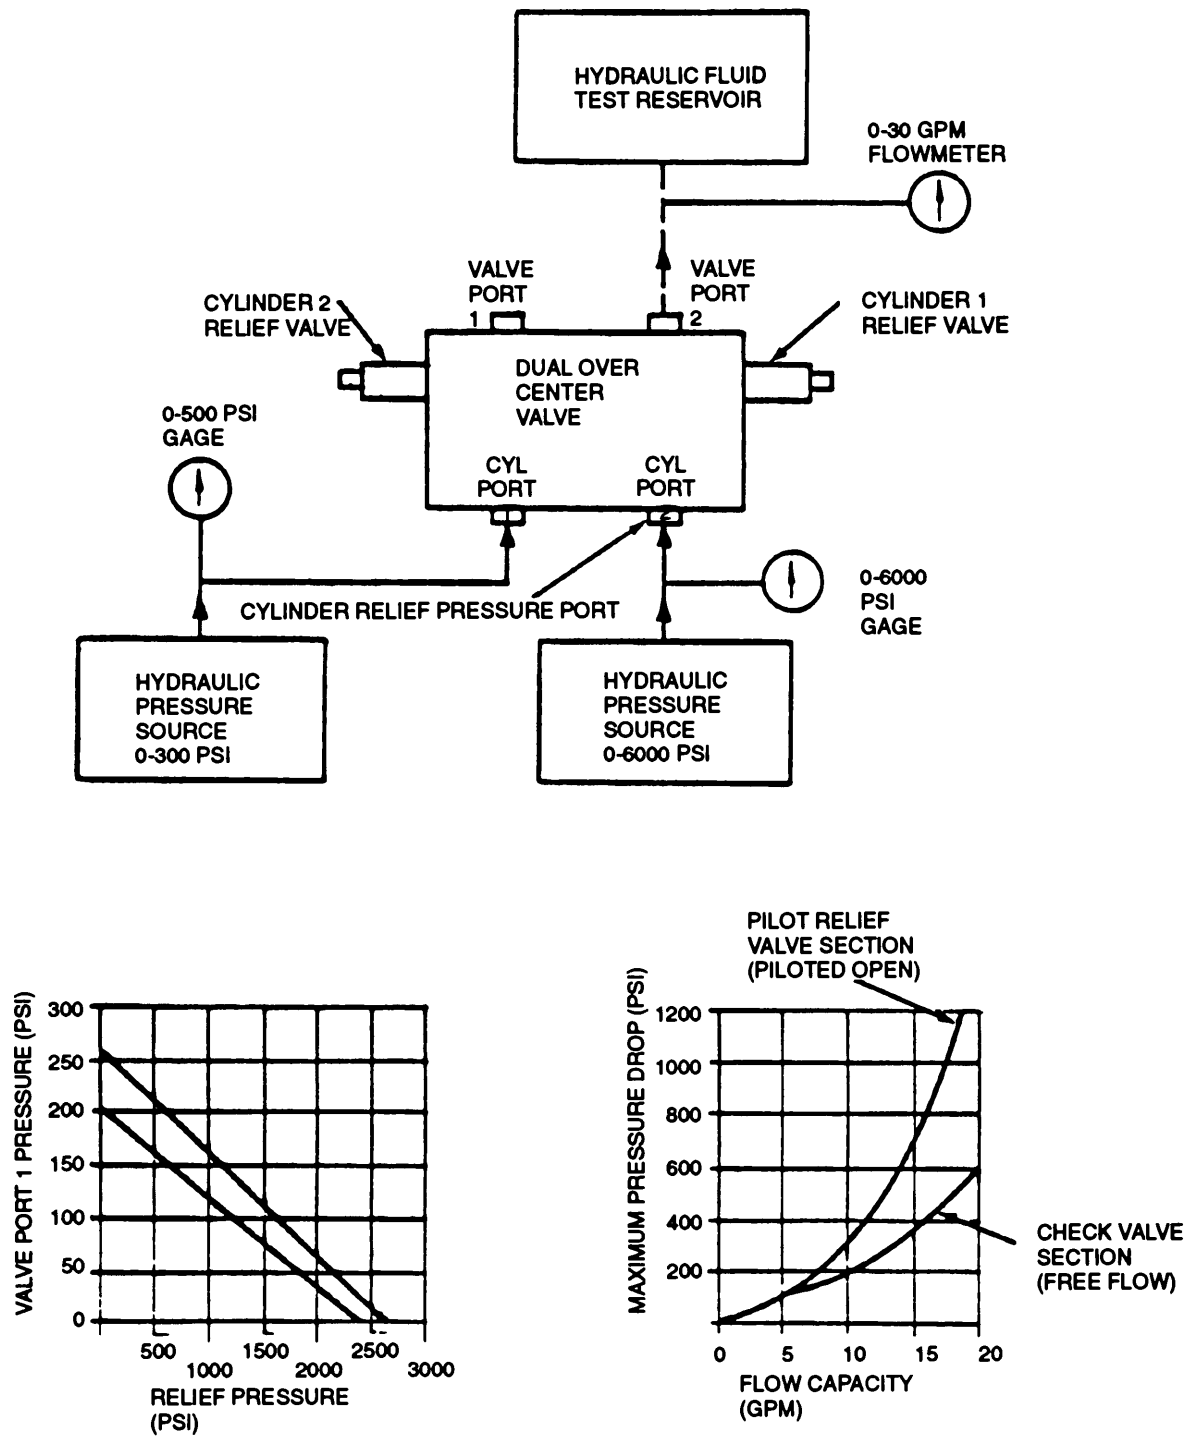 HYDRAULIC FLUID
TEST RESERVOIR
0-30 GPM
FLOWMETER
VALVE
PORT
1
VALVE
PORT
2
CYLINDER 2
RELIEF VALVE
CYLINDER 1
RELIEF VALVE
DUAL OVER
CENTER
VALVE
0-500 PSI
GAGE
CYL
PORT
1
CYL
PORT
2
CYLINDER RELIEF PRESSURE PORT
0-6000
PSI
GAGE
HYDRAULIC
PRESSURE
SOURCE
0-300 PSI
HYDRAULIC
PRESSURE
SOURCE
0-6000 PSI
VALVE PORT 1 PRESSURE (PSI)
300
250
200
150
100
50
0
500
1000
1500
2000
2500
3000
RELIEF PRESSURE
(PSI)
PILOT RELIEF
VALVE SECTION
(PILOTED OPEN)
MAXIMUM PRESSURE DROP (PSI)
1200
1000
800
600
400
200
0
5
10
15
20
FLOW CAPACITY
(GPM)
CHECK VALVE
SECTION
(FREE FLOW)